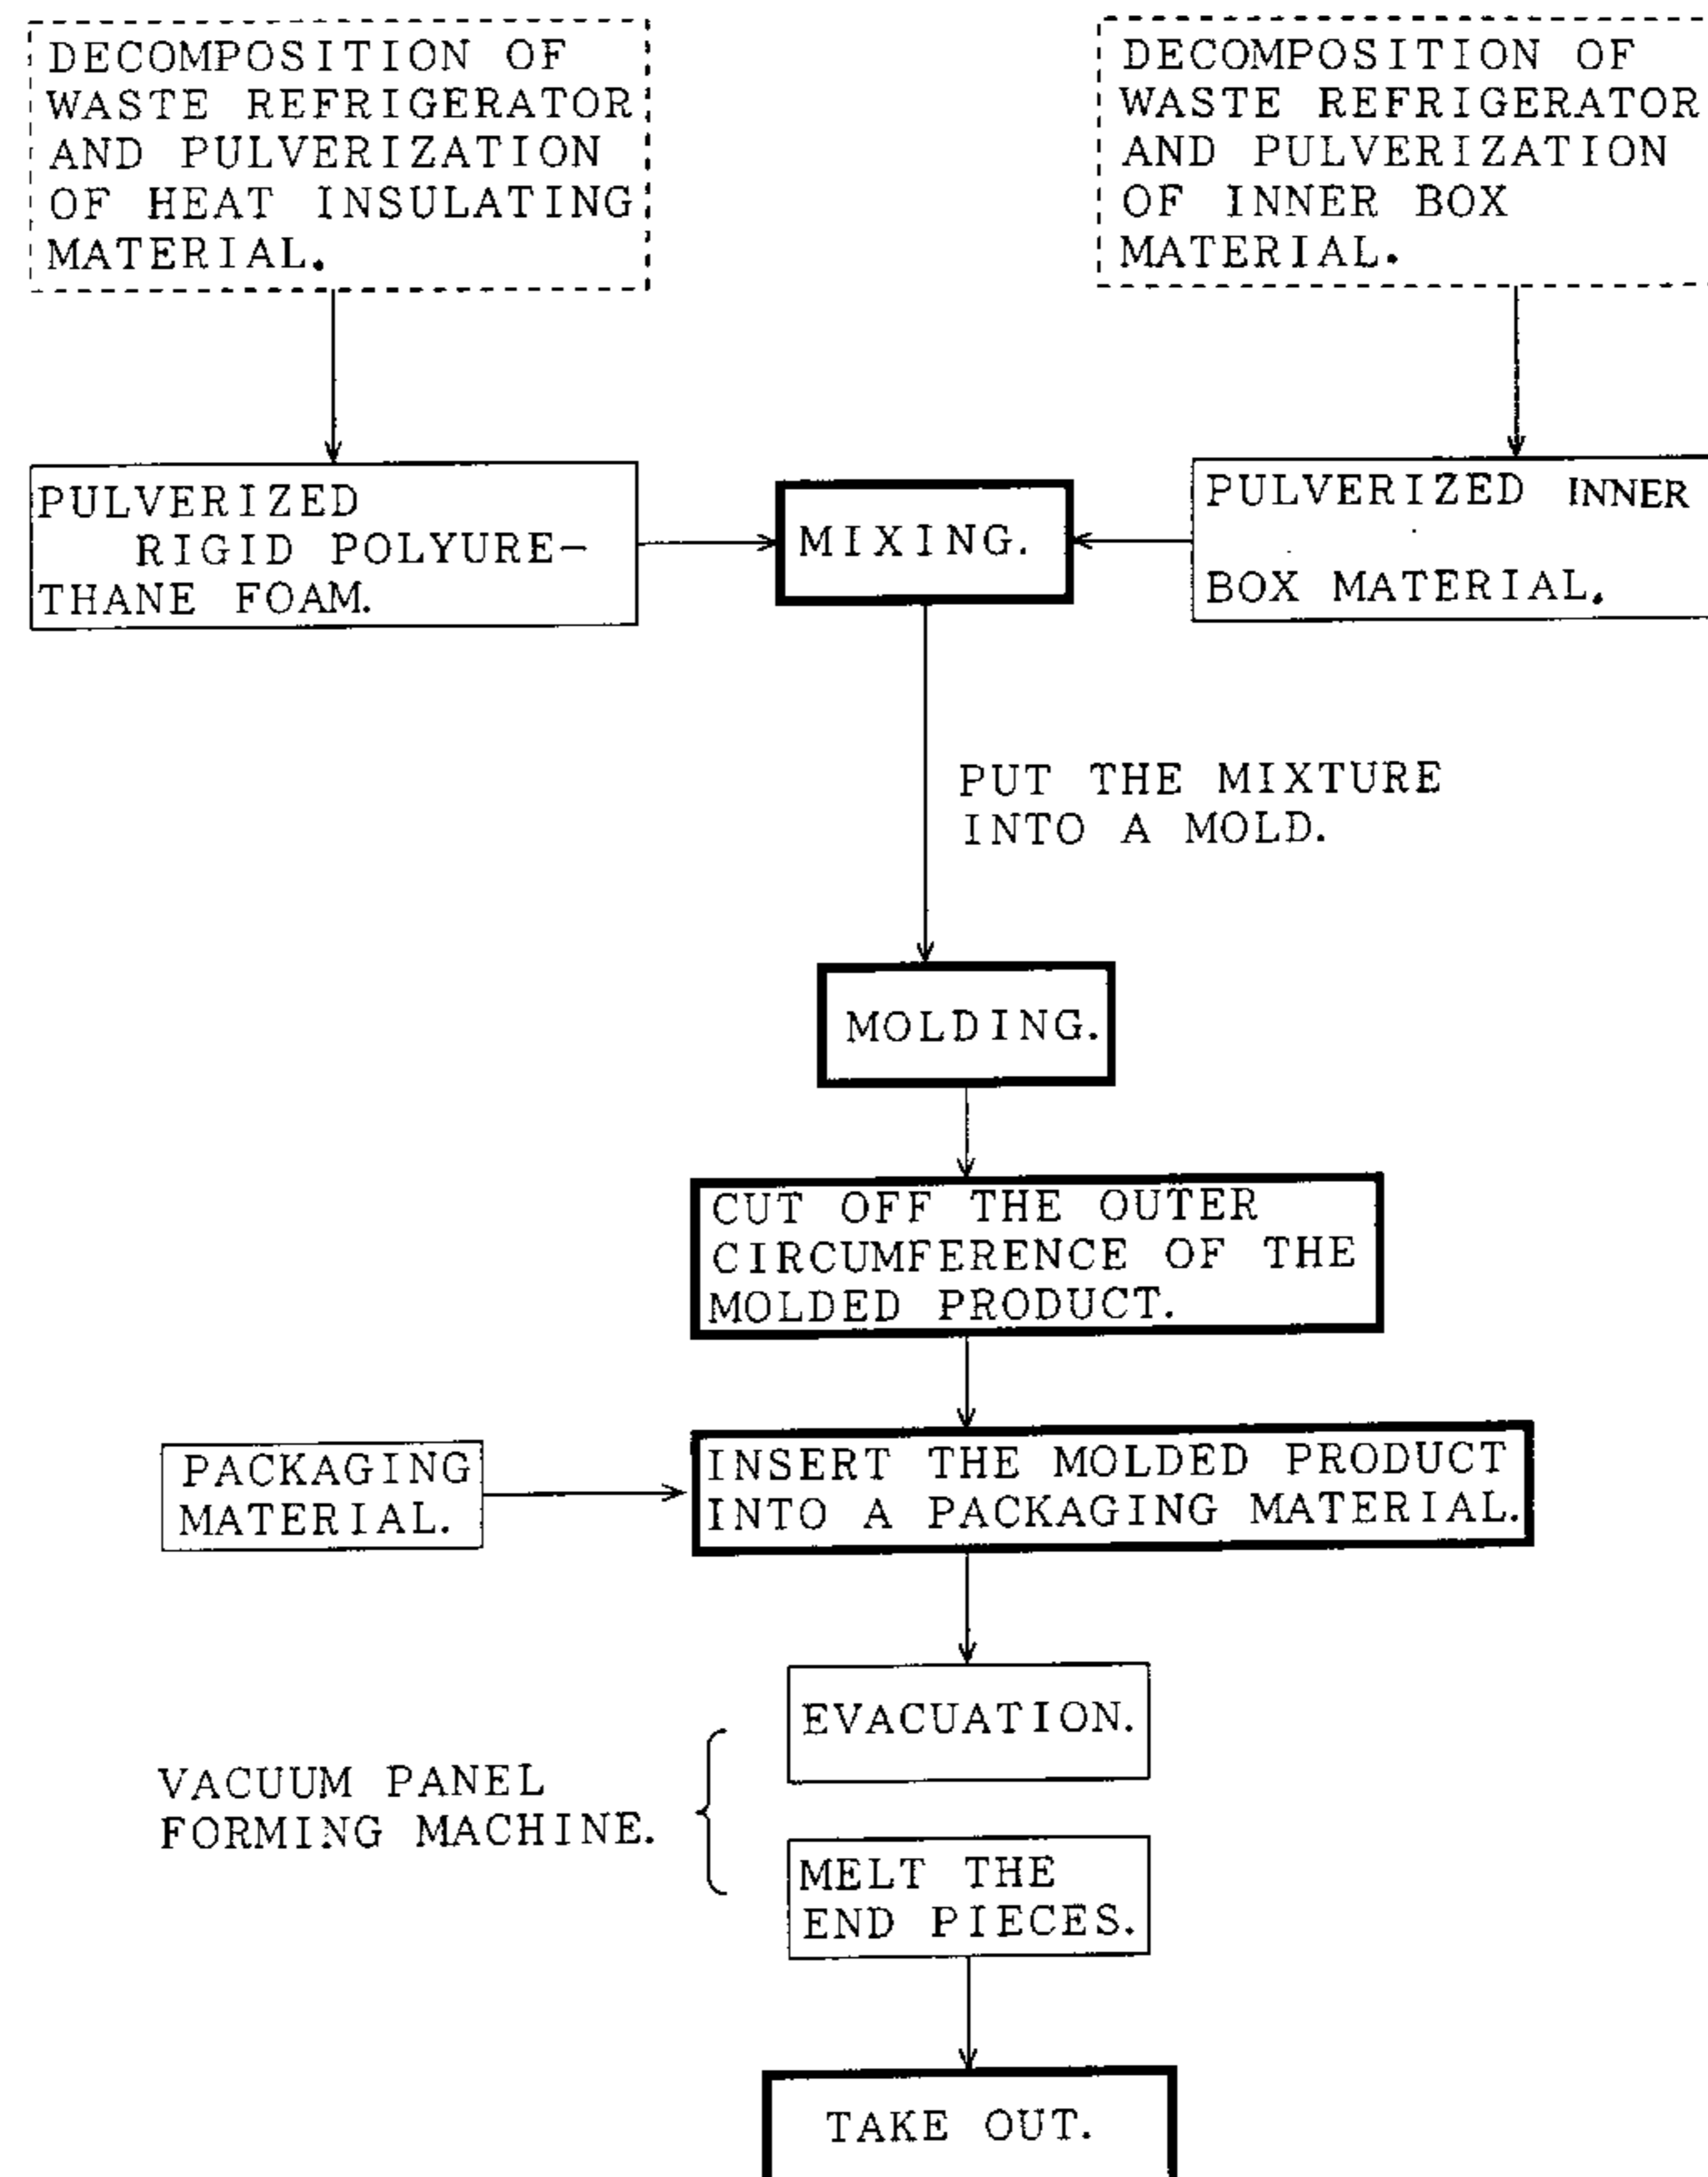 DECOMPOSITION OF
WASTE REFRIGERATOR
AND PULVERIZATION
OF HEAT INSULATING
MATERIAL.
DECOMPOSITION OF
WASTE REFRIGERATOR
AND PULVERIZATION
OF INNER BOX
MATERIAL.
PULVERIZED
RIGID POLYURE-
THANE FOAM.
MIXING.
PULVERIZED INNER
BOX MATERIAL.
PUT THE MIXTURE
INTO A MOLD.
MOLDING.
CUT OFF THE OUTER
CIRCUMFERENCE OF THE
MOLDED PRODUCT.
PACKAGING
MATERIAL.
INSERT THE MOLDED PRODUCT
INTO A PACKAGING MATERIAL.
EVACUATION.
VACUUM PANEL
FORMING MACHINE.
MELT THE
END PIECES.
TAKE OUT.